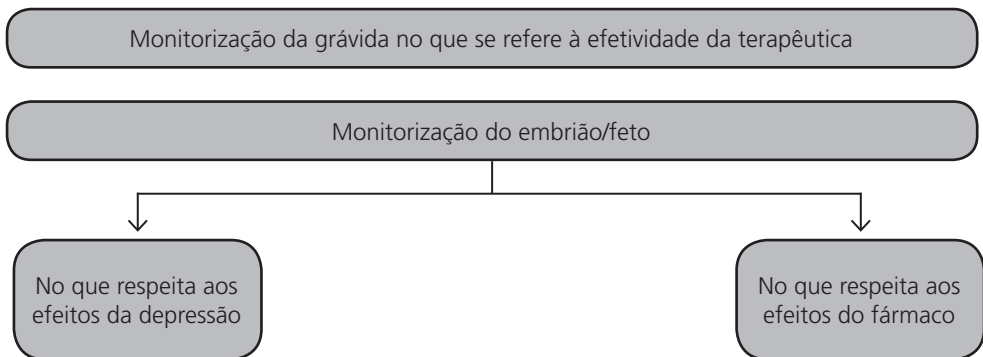 Monitorização da grávida no que se refere à efetividade da terapêutica
Monitorização do embrião/feto
No que respeita aos
efeitos da depressão
No que respeita aos
efeitos do fármaco